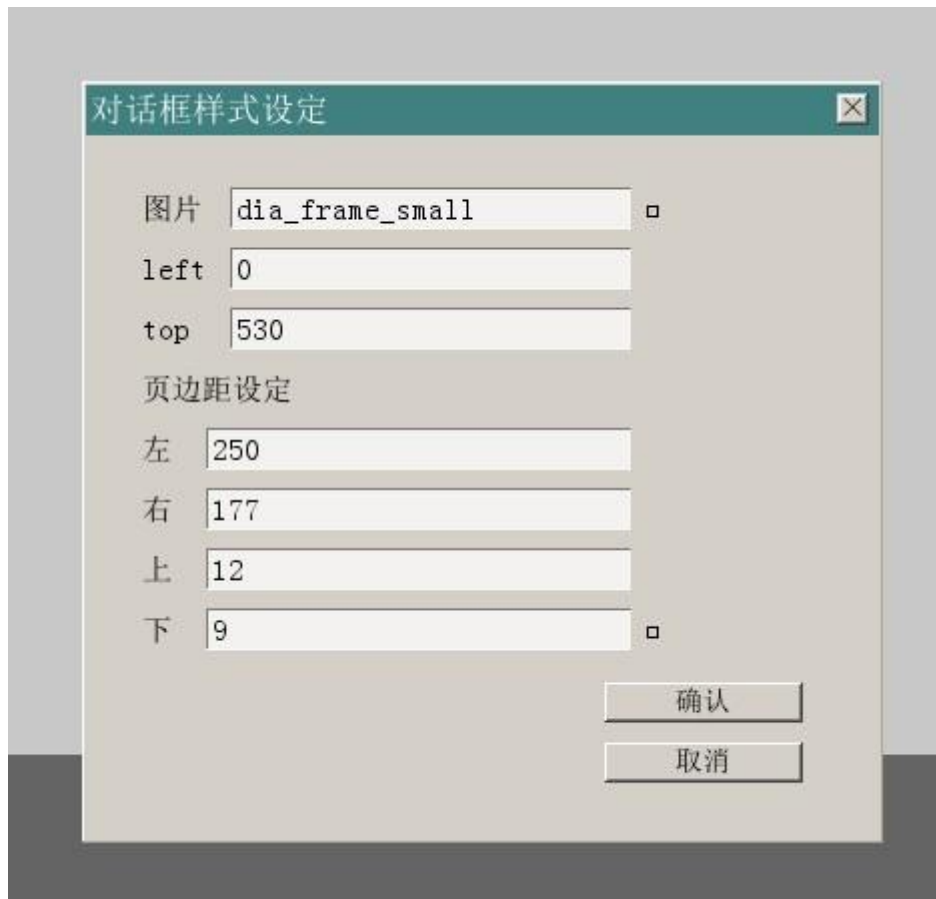 对话框样式设定
图片 dia_frame_small
left 0
top 530
页边距设定
左 250
右 177
上 12
下 9
确认
取消